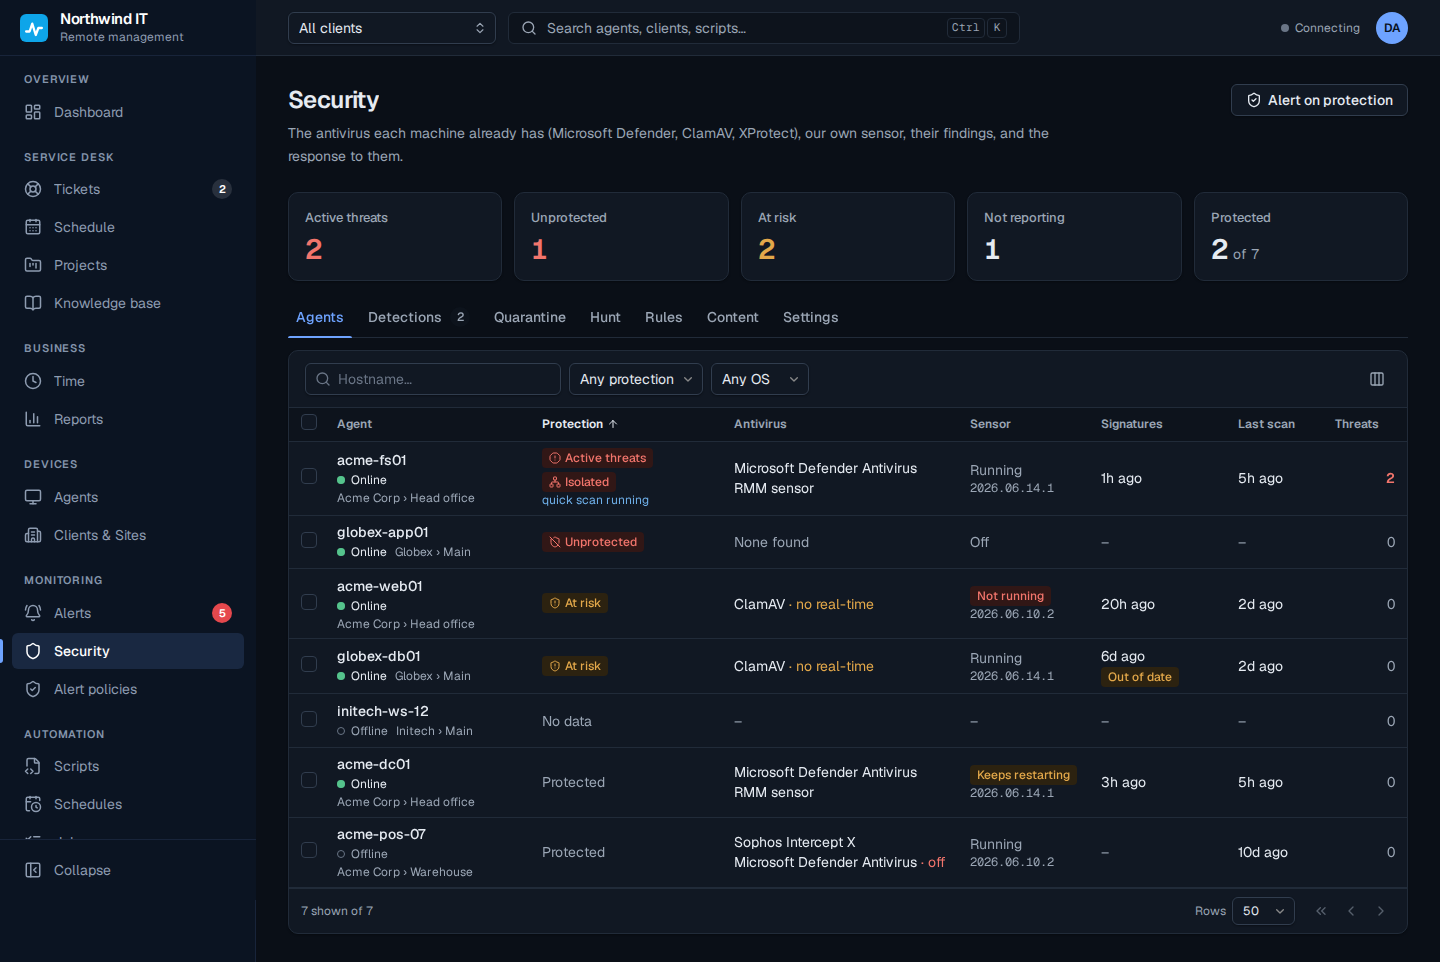 Northwind IT
Remote management
All clients
Search agents, clients, scripts...
Ctrl K
Connecting
DA
OVERVIEW
Dashboard
SERVICE DESK
Tickets 2
Schedule
Projects
Knowledge base
BUSINESS
Time
Reports
DEVICES
Agents
Clients & Sites
MONITORING
Alerts 5
Security
Alert policies
AUTOMATION
Scripts
Schedules
Collapse
Security
Alert on protection
The antivirus each machine already has (Microsoft Defender, ClamAV, XProtect), our own sensor, their findings, and the
response to them.
Active threats
2
Unprotected
1
At risk
2
Not reporting
1
Protected
2 of 7
Agents Detections 2 Quarantine Hunt Rules Content Settings
Hostname... Any protection Any OS
Agent Protection ↑ Antivirus Sensor Signatures Last scan Threats
acme-fs01
Online
Acme Corp › Head office
Active threats
Isolated
quick scan running
Microsoft Defender Antivirus
RMM sensor
Running
2026.06.14.1
1h ago
5h ago
2
globex-app01
Online Globex › Main
Unprotected
None found
Off
–
–
0
acme-web01
Online
Acme Corp › Head office
At risk
ClamAV · no real-time
Not running
2026.06.10.2
20h ago
2d ago
0
globex-db01
Online Globex › Main
At risk
ClamAV · no real-time
Running
2026.06.14.1
6d ago
Out of date
2d ago
0
initech-ws-12
Offline Initech › Main
No data
–
–
–
–
0
acme-dc01
Online
Acme Corp › Head office
Protected
Microsoft Defender Antivirus
RMM sensor
Keeps restarting
2026.06.14.1
3h ago
5h ago
0
acme-pos-07
Offline
Acme Corp › Warehouse
Protected
Sophos Intercept X
Microsoft Defender Antivirus · off
Running
2026.06.10.2
–
10d ago
0
7 shown of 7
Rows 50